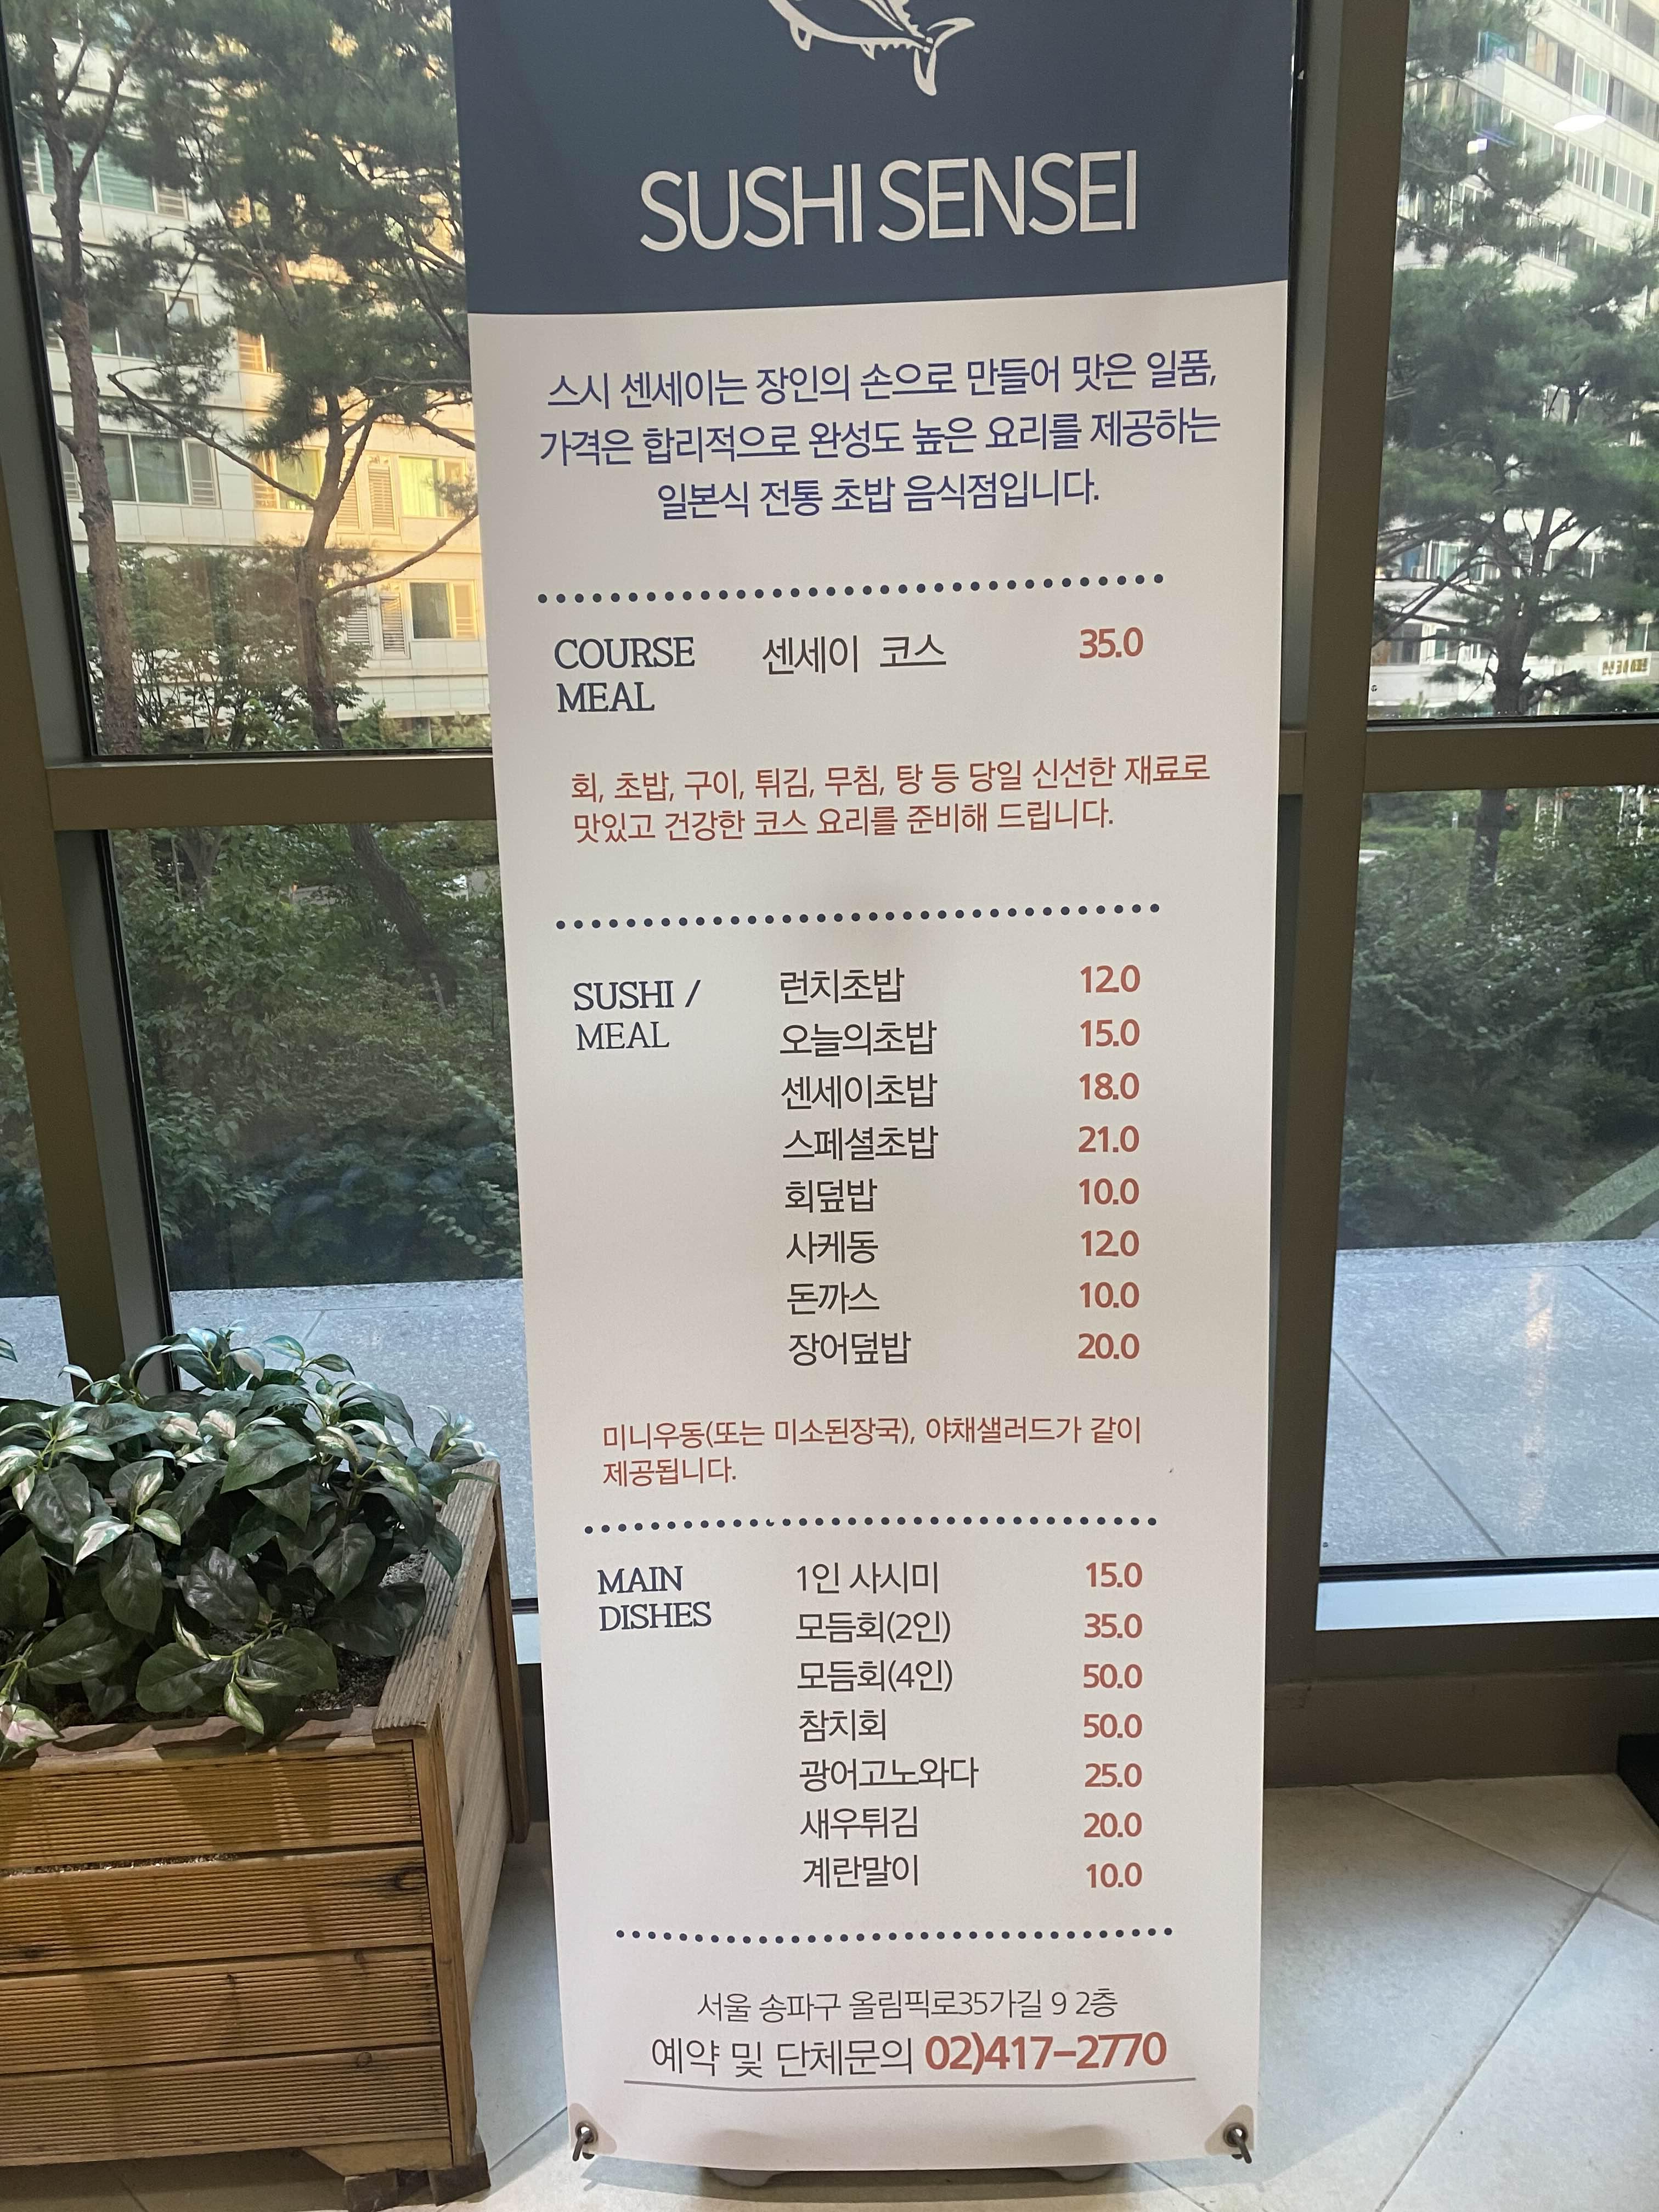 SUSHI SENSEI
스시 센세이는 장인의 손으로 만들어 맛은 일품,
가격은 합리적으로 완성도 높은 요리를 제공하는
일본식 전통 초밥 음식점입니다.
COURSE MEAL
센세이 코스 35.0
회, 초밥, 구이, 튀김, 무침, 탕 등 당일 신선한 재료로
맛있고 건강한 코스 요리를 준비해 드립니다.
SUSHI / MEAL
런치초밥 12.0
오늘의초밥 15.0
센세이초밥 18.0
스페셜초밥 21.0
회덮밥 10.0
사케동 12.0
돈까스 10.0
장어덮밥 20.0
미니우동(또는 미소된장국), 야채샐러드가 같이
제공됩니다.
MAIN DISHES
1인 사시미 15.0
모듬회(2인) 35.0
모듬회(4인) 50.0
참치회 50.0
광어고노와다 25.0
새우튀김 20.0
계란말이 10.0
서울 송파구 올림픽로35가길 9 2층
예약 및 단체문의 02)417-2770